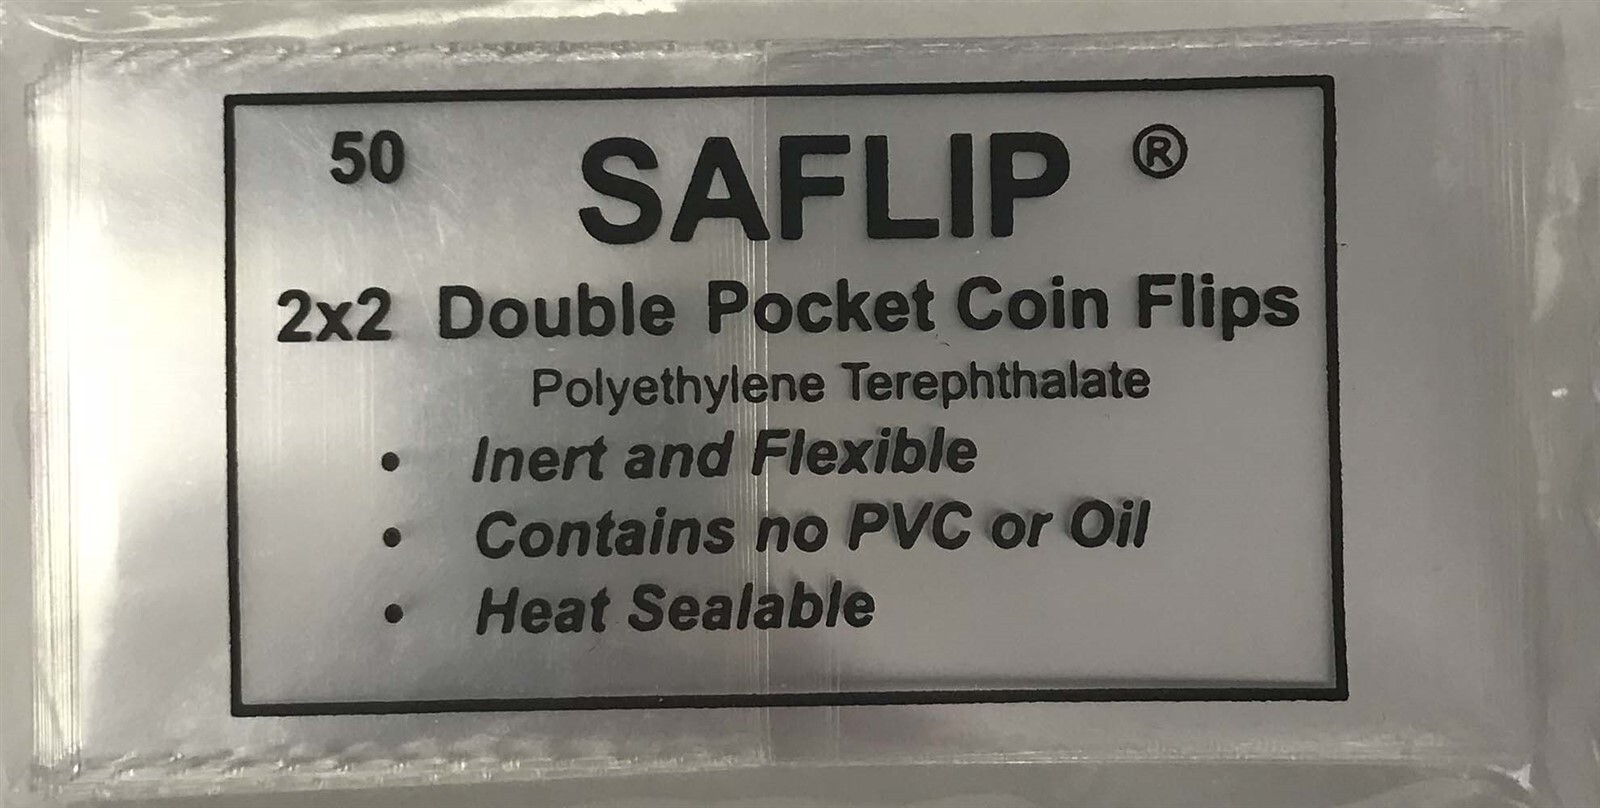 50 SAFLIP ®
2x2 Double Pocket Coin Flips
Polyethylene Terephthalate
• Inert and Flexible
• Contains no PVC or Oil
• Heat Sealable